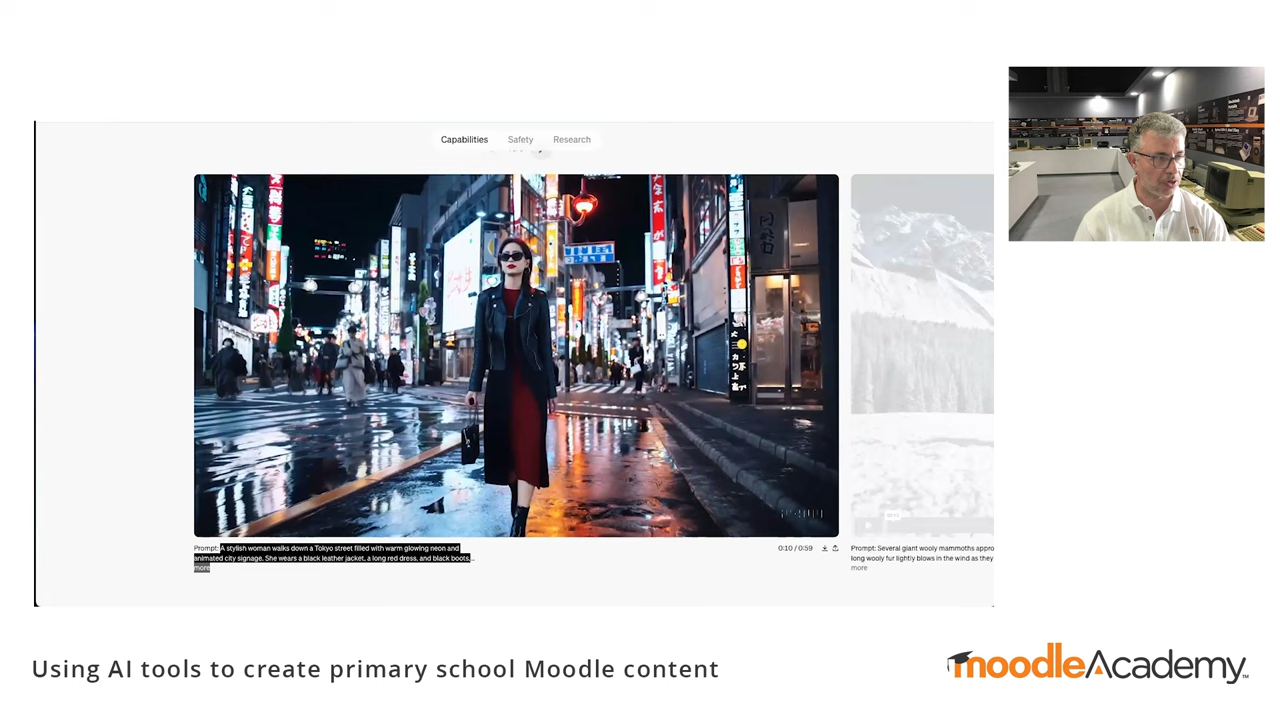 Capabilities
Safety
Research
Prompt: A stylish woman walks down a Tokyo street filled with warm glowing neon and
animated city signage. She wears a black leather jacket, a long red dress, and black boots,...
more
0:10 / 0:59
Prompt: Several giant wooly mammoths appro
long wooly fur lightly blows in the wind as they
more
Using AI tools to create primary school Moodle content
moodleAcademy™